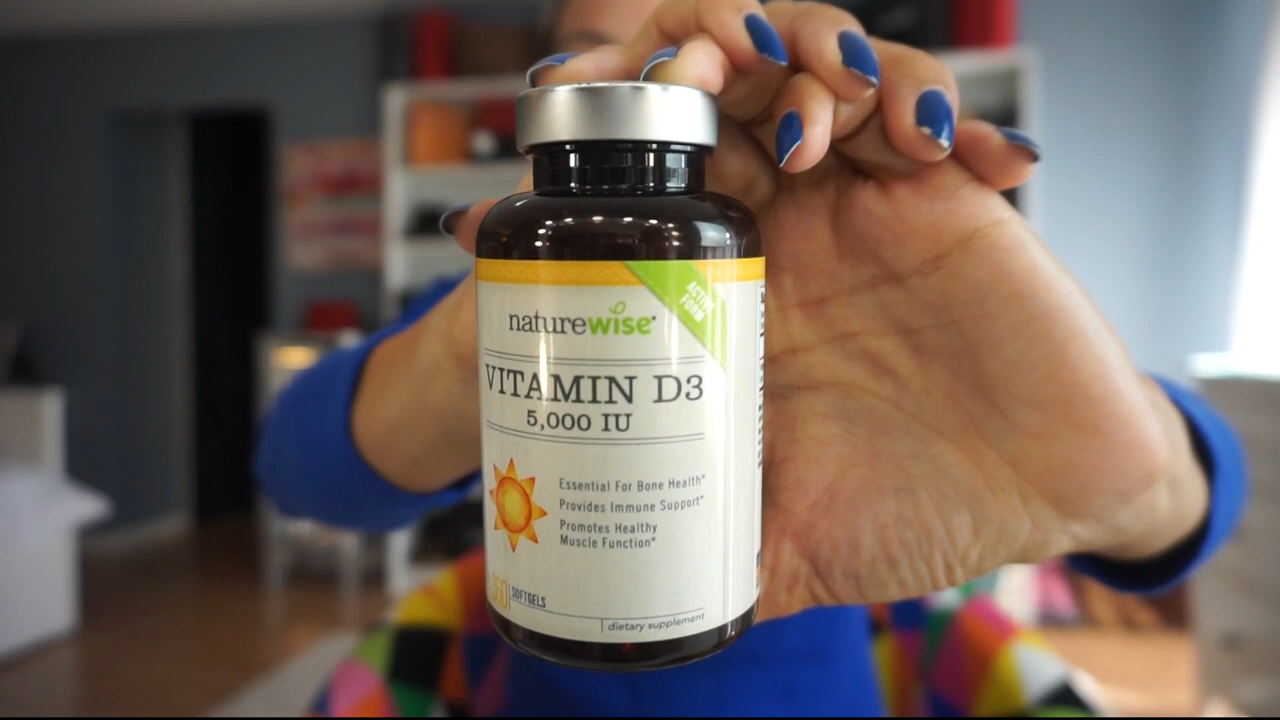 ACTIVE
FORM
naturewise
VITAMIN D3
5,000 IU
Essential For Bone Health*
Provides Immune Support*
Promotes Healthy
Muscle Function*
360 SOFTGELS
dietary supplement